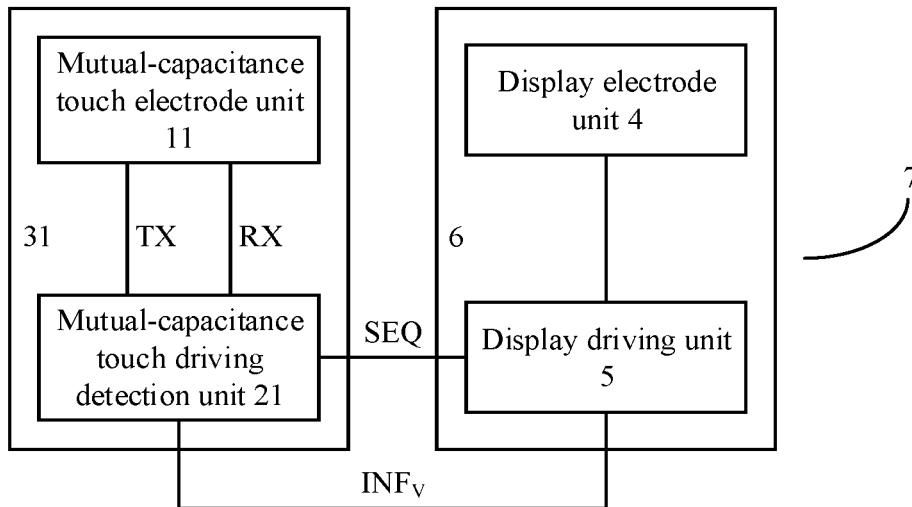 Mutual-capacitance
touch electrode unit
11
Display electrode
unit 4
7
31
TX
RX
6
Mutual-capacitance
touch driving
detection unit 21
SEQ
Display driving unit
5
INFV